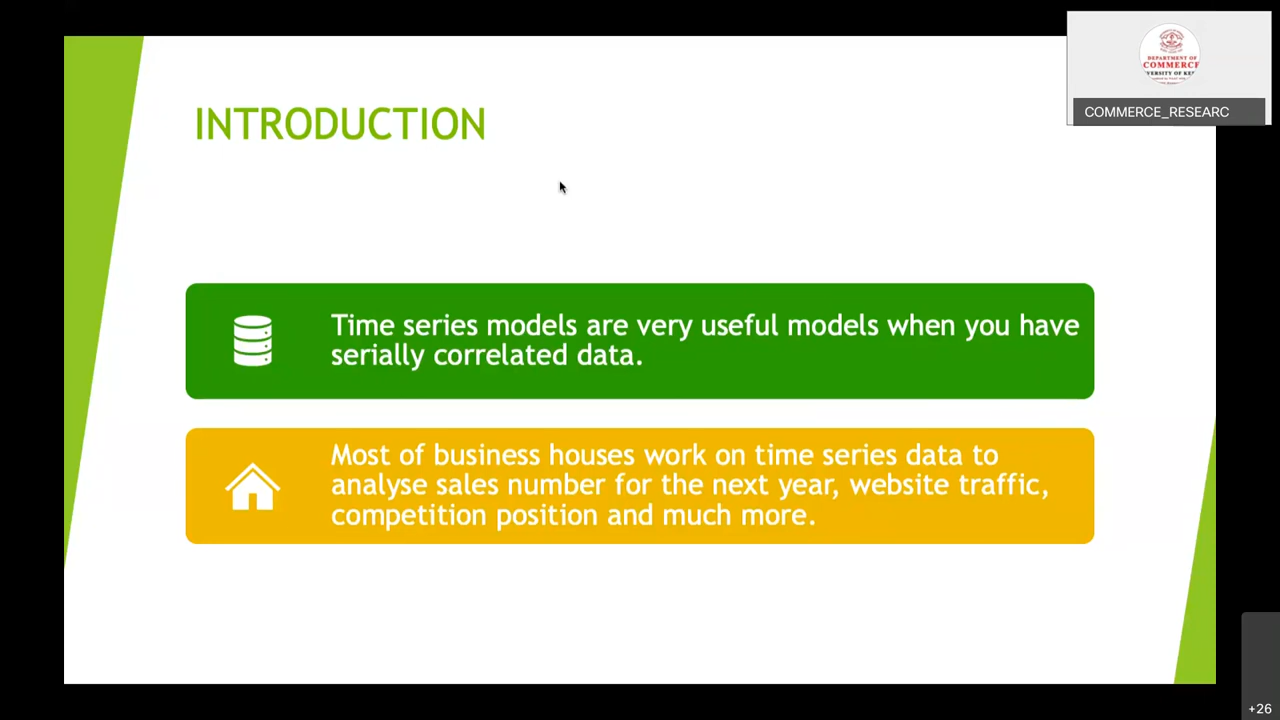 INTRODUCTION
Time series models are very useful models when you have
serially correlated data.
Most of business houses work on time series data to
analyse sales number for the next year, website traffic,
competition position and much more.
DEPARTMENT OF
COMMERCE
COMMERCE_RESEARC
+26